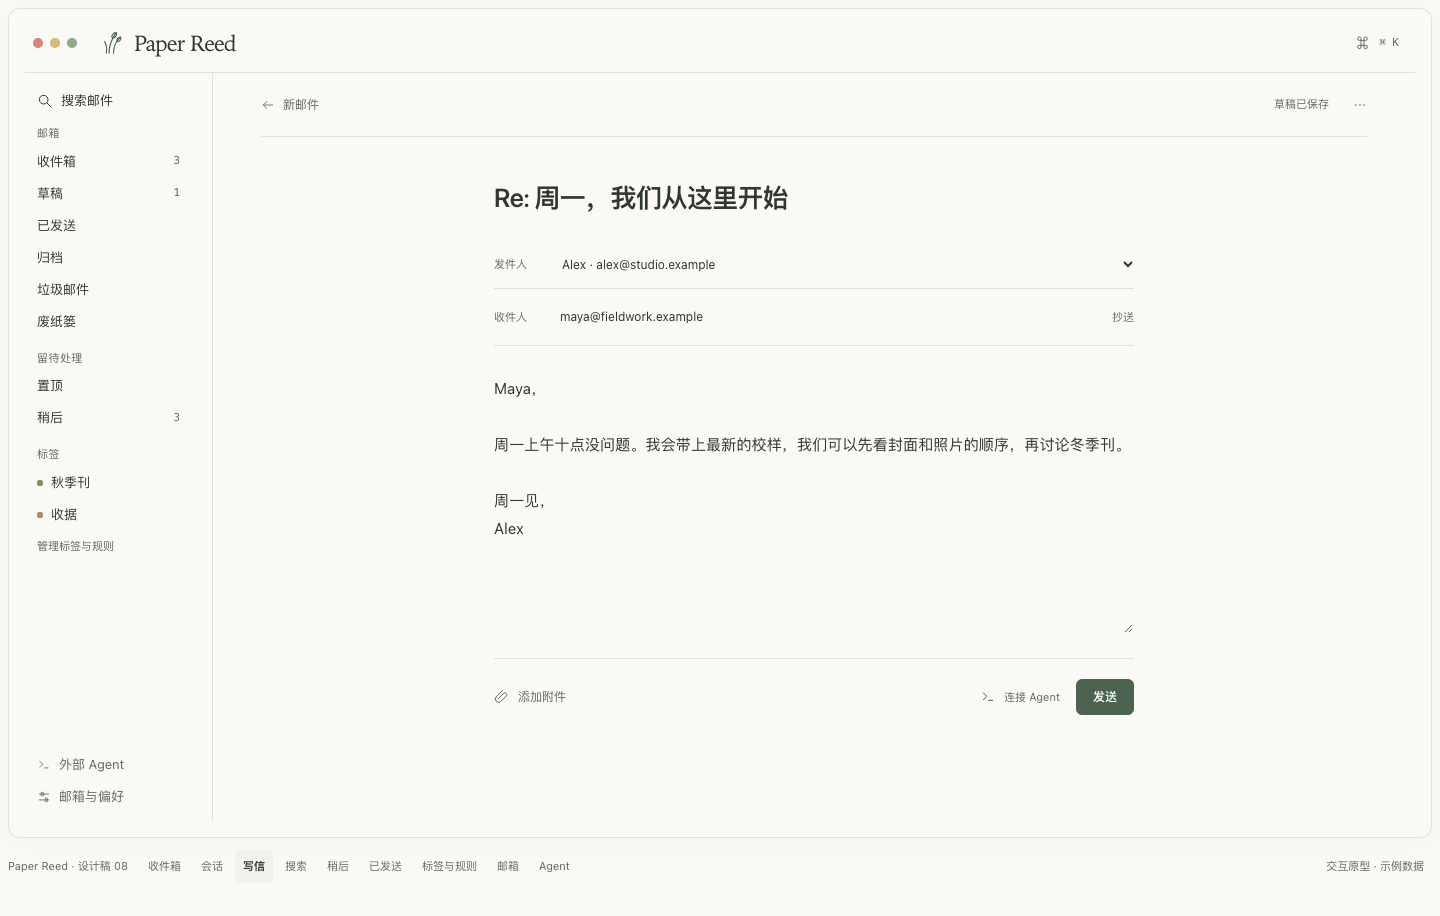 Paper Reed
⌘ ⌘ K
搜索邮件
邮箱
收件箱 3
草稿 1
已发送
归档
垃圾邮件
废纸篓
留待处理
置顶
稍后 3
标签
秋季刊
收据
管理标签与规则
外部 Agent
邮箱与偏好
← 新邮件
草稿已保存 ···
Re: 周一，我们从这里开始
发件人 Alex · alex@studio.example
收件人 maya@fieldwork.example 抄送
Maya，
周一上午十点没问题。我会带上最新的校样，我们可以先看封面和照片的顺序，再讨论冬季刊。
周一见，
Alex
添加附件
连接 Agent 发送
Paper Reed · 设计稿 08 收件箱 会话 写信 搜索 稍后 已发送 标签与规则 邮箱 Agent 交互原型 · 示例数据